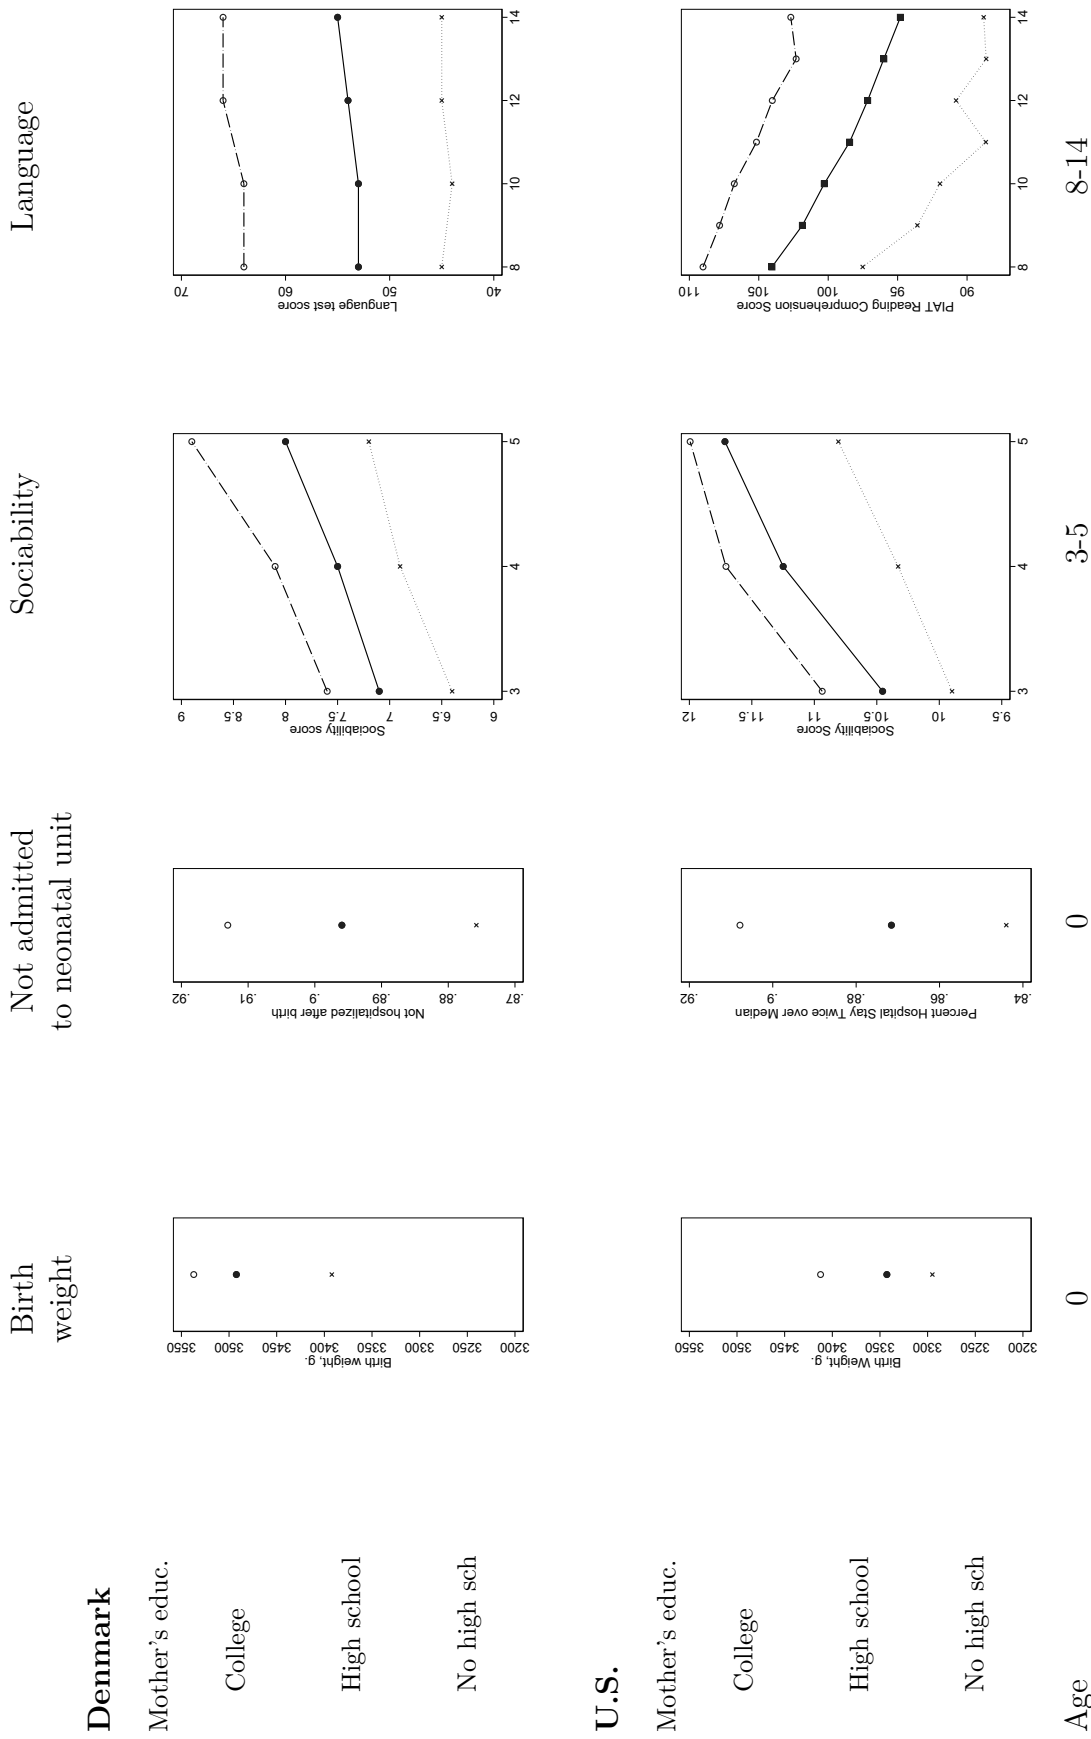 Birth
weight
Not admitted
to neonatal unit
Sociability
Language
Denmark
Mother's educ.
College
High school
No high sch
Birth weight, g.
3550
3500
3450
3400
3350
3300
3250
3200
Not hospitalized after birth
.92
.91
.9
.89
.88
.87
Sociability score
9
8.5
8
7.5
7
6.5
6
3
4
5
Language test score
70
60
50
40
8
10
12
14
U.S.
Mother's educ.
College
High school
No high sch
Birth Weight, g.
3550
3500
3450
3400
3350
3300
3250
3200
Percent Hospital Stay Twice over Median
.92
.9
.88
.86
.84
Sociability Score
12
11.5
11
10.5
10
9.5
3
4
5
PIAT Reading Comprehension Score
110
105
100
95
90
8
10
12
14
Age
0
0
3-5
8-14